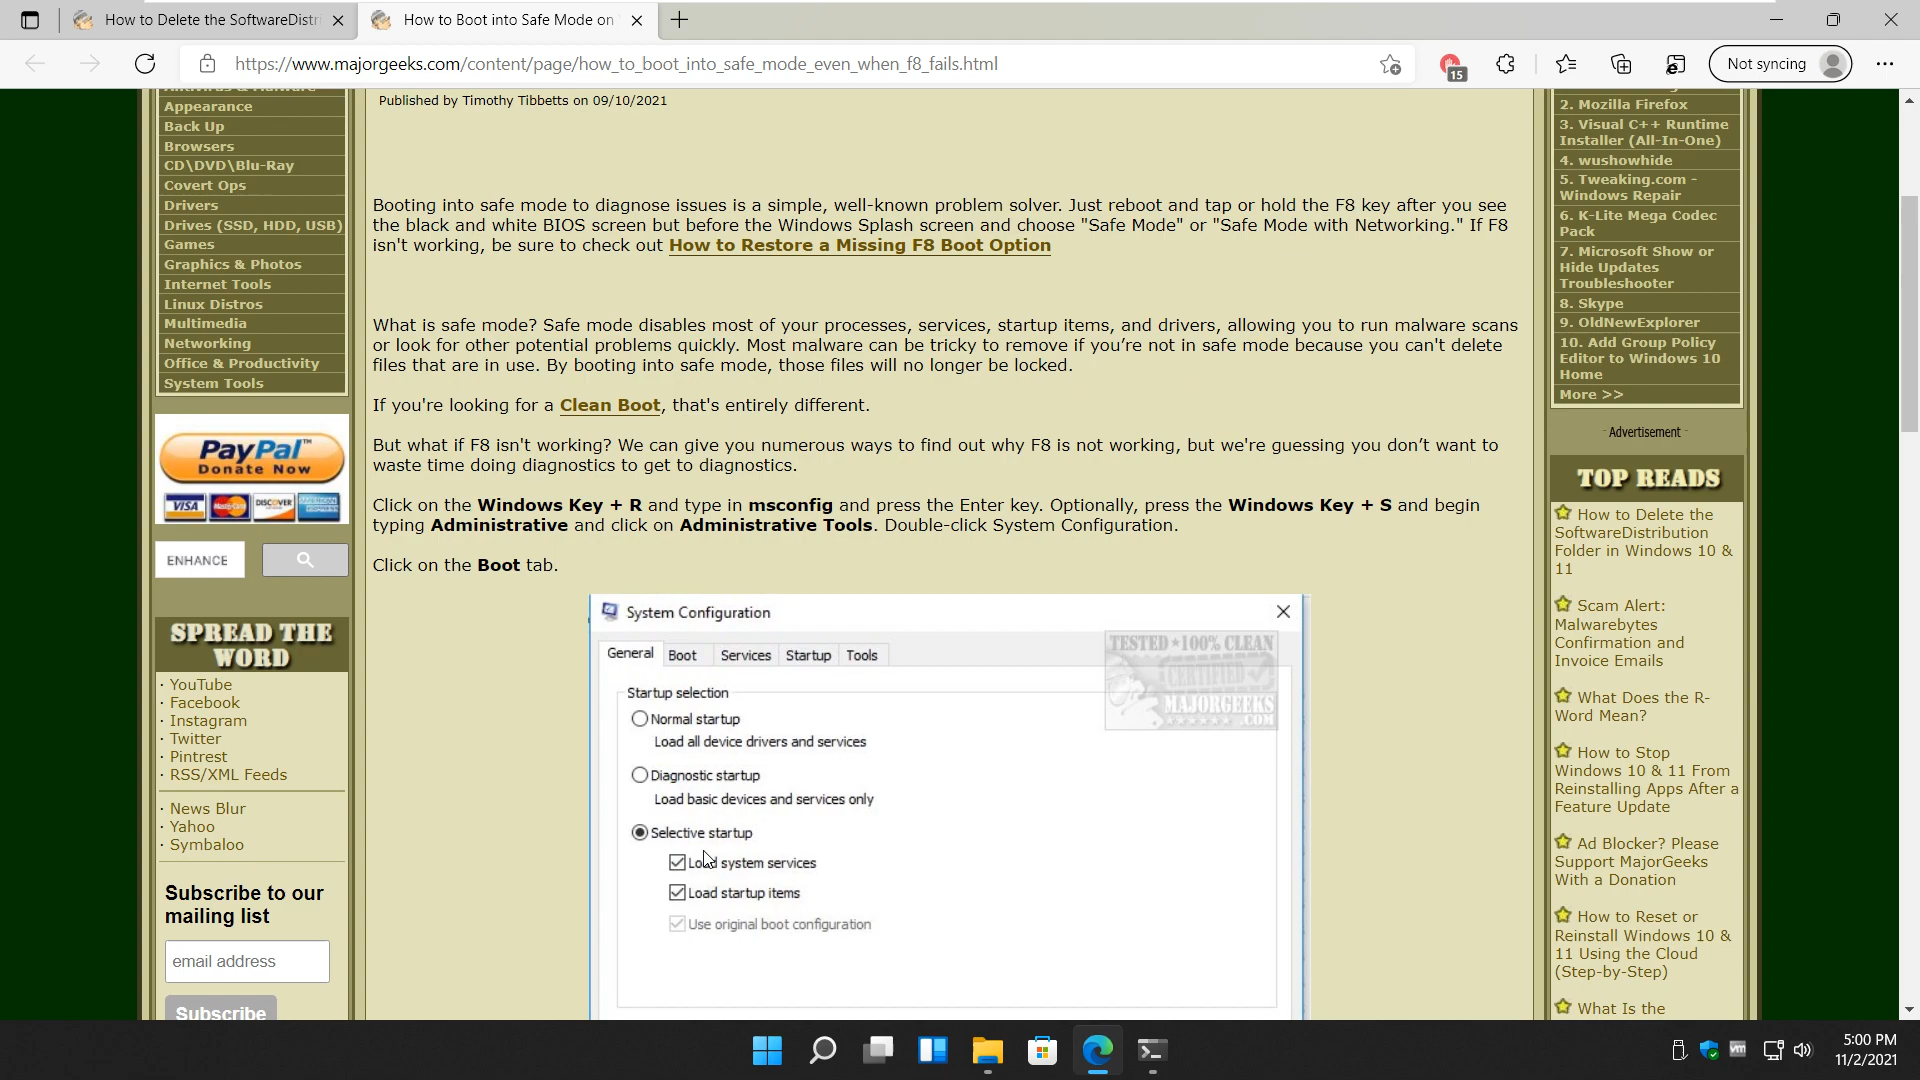 How to Delete the SoftwareDistri
How to Boot into Safe Mode on
https://www.majorgeeks.com/content/page/how_to_boot_into_safe_mode_even_when_f8_fails.html
15
Not syncing
Appearance
Back Up
Browsers
CD\DVD\Blu-Ray
Covert Ops
Drivers
Drives (SSD, HDD, USB)
Games
Graphics & Photos
Internet Tools
Linux Distros
Multimedia
Networking
Office & Productivity
System Tools
PayPal™
Donate Now
VISA
MasterCard
DISCOVER
ENHANCE
SPREAD THE
WORD
· YouTube
· Facebook
· Instagram
· Twitter
· Pintrest
· RSS/XML Feeds
· News Blur
· Yahoo
· Symbaloo
Subscribe to our
mailing list
email address
Subscribe
Published by Timothy Tibbetts on 09/10/2021
Booting into safe mode to diagnose issues is a simple, well-known problem solver. Just reboot and tap or hold the F8 key after you see
the black and white BIOS screen but before the Windows Splash screen and choose "Safe Mode" or "Safe Mode with Networking." If F8
isn't working, be sure to check out How to Restore a Missing F8 Boot Option
What is safe mode? Safe mode disables most of your processes, services, startup items, and drivers, allowing you to run malware scans
or look for other potential problems quickly. Most malware can be tricky to remove if you’re not in safe mode because you can't delete
files that are in use. By booting into safe mode, those files will no longer be locked.
If you're looking for a Clean Boot, that's entirely different.
But what if F8 isn't working? We can give you numerous ways to find out why F8 is not working, but we're guessing you don’t want to
waste time doing diagnostics to get to diagnostics.
Click on the Windows Key + R and type in msconfig and press the Enter key. Optionally, press the Windows Key + S and begin
typing Administrative and click on Administrative Tools. Double-click System Configuration.
Click on the Boot tab.
System Configuration
General Boot Services Startup Tools
TESTED★100% CLEAN
CERTIFIED
MAJORGEEKS
.COM
Startup selection
Normal startup
Load all device drivers and services
Diagnostic startup
Load basic devices and services only
Selective startup
Load system services
Load startup items
Use original boot configuration
2. Mozilla Firefox
3. Visual C++ Runtime
Installer (All-In-One)
4. wushowhide
5. Tweaking.com -
Windows Repair
6. K-Lite Mega Codec
Pack
7. Microsoft Show or
Hide Updates
Troubleshooter
8. Skype
9. OldNewExplorer
10. Add Group Policy
Editor to Windows 10
Home
More >>
- Advertisement -
TOP READS
How to Delete the
SoftwareDistribution
Folder in Windows 10 &
11
Scam Alert:
Malwarebytes
Confirmation and
Invoice Emails
What Does the R-
Word Mean?
How to Stop
Windows 10 & 11 From
Reinstalling Apps After a
Feature Update
Ad Blocker? Please
Support MajorGeeks
With a Donation
How to Reset or
Reinstall Windows 10 &
11 Using the Cloud
(Step-by-Step)
What Is the
vm
5:00 PM
11/2/2021